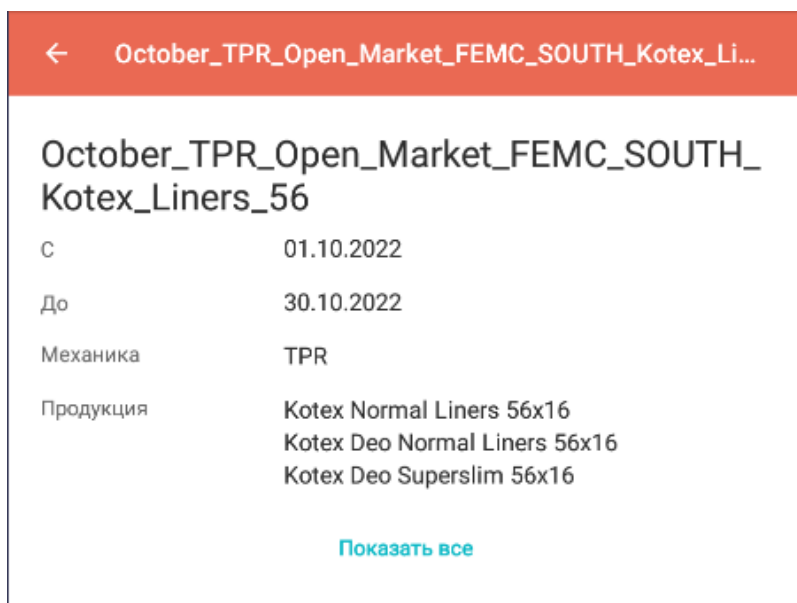 ← October_TPR_Open_Market_FEMC_SOUTH_Kotex_Li...
October_TPR_Open_Market_FEMC_SOUTH_
Kotex_Liners_56
С 01.10.2022
До 30.10.2022
Механика TPR
Продукция Kotex Normal Liners 56x16
Kotex Deo Normal Liners 56x16
Kotex Deo Superslim 56x16
Показать все